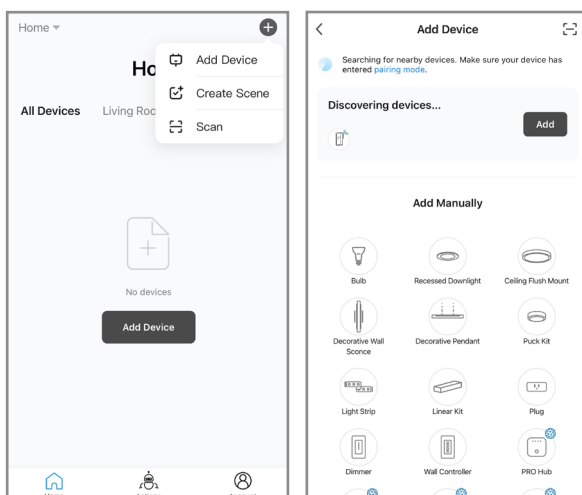 Home
Add Device
Create Scene
Scan
Ho
All Devices
Living Roo
No devices
Add Device
Home
Actions
Account
Add Device
Searching for nearby devices. Make sure your device has
entered pairing mode.
Discovering devices...
Add
Add Manually
Bulb
Recessed Downlight
Ceiling Flush Mount
Decorative Wall
Sconce
Decorative Pendant
Puck Kit
Light Strip
Linear Kit
Plug
Dimmer
Wall Controller
PRO Hub